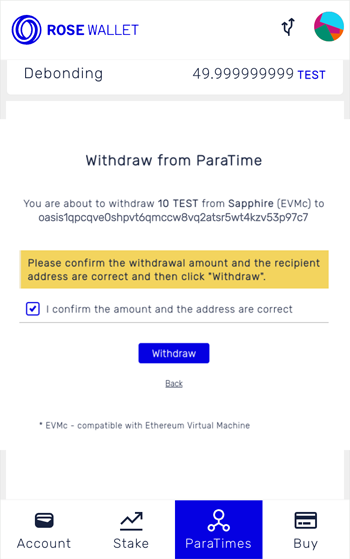 ROSE WALLET
Debonding 49.999999999 TEST
Withdraw from ParaTime
You are about to withdraw 10 TEST from Sapphire (EVMc) to
oasis1qpcqve0shpvt6qmccw8vq2atsr5wt4kzv53p97c7
Please confirm the withdrawal amount and the recipient
address are correct and then click "Withdraw".
I confirm the amount and the address are correct
Withdraw
Back
* EVMc - compatible with Ethereum Virtual Machine
Account Stake ParaTimes Buy